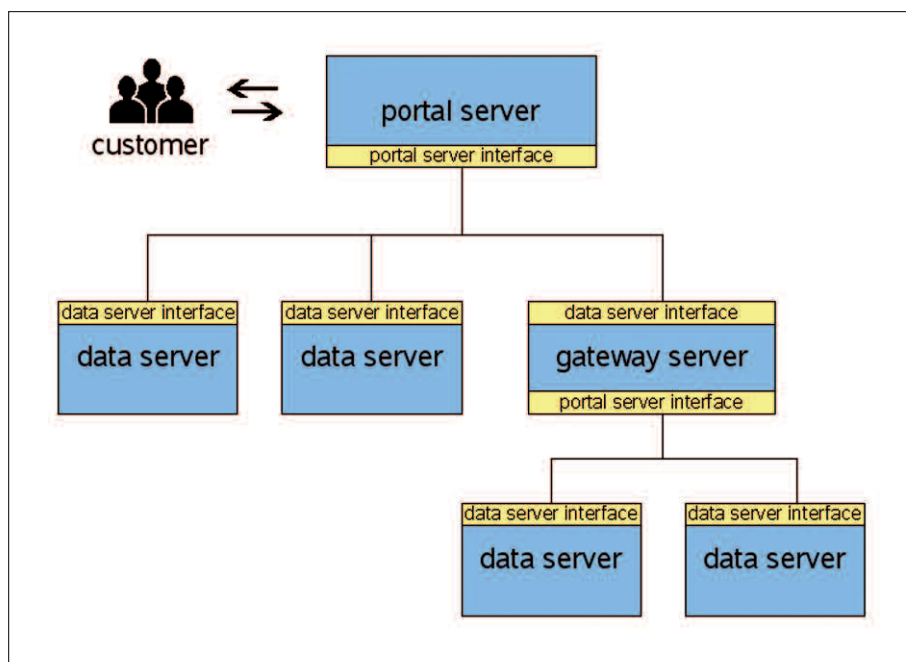 portal server
customer
portal server interface
data server interface
data server interface
data server interface
data server
data server
gateway server
portal server interface
data server interface
data server interface
data server
data server